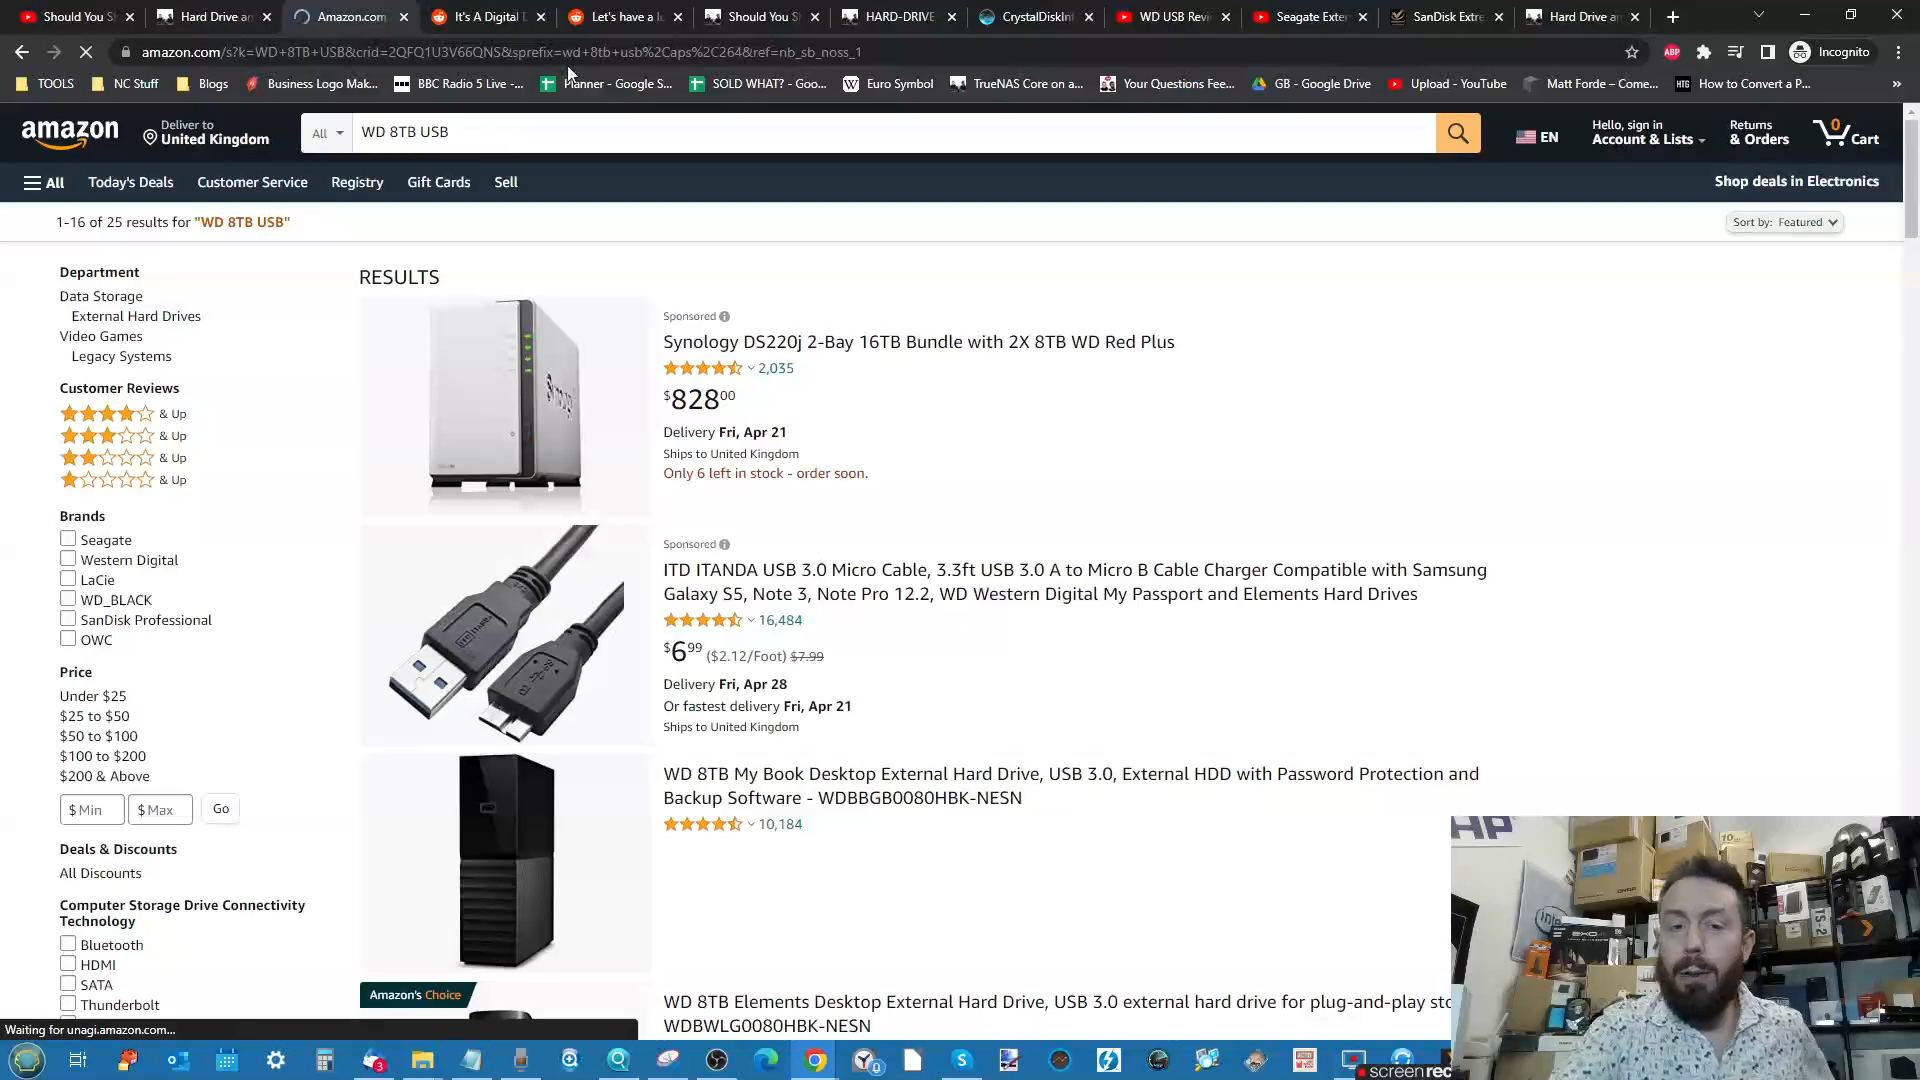 Should You S
Hard Drive an
Amazon.com
It's A Digital D
Let's have a lo
Should You S
HARD-DRIVE
CrystalDiskIn
WD USB Revi
Seagate Exter
SanDisk Extre
Hard Drive an
amazon.com/s?k=WD+8TB+USB&crid=2QFQ1U3V66QNS&sprefix=wd+8tb+usb%2Caps%2C264&ref=nb_sb_noss_1
ABP
Incognito
TOOLS
NC Stuff
Blogs
Business Logo Mak...
BBC Radio 5 Live -...
Planner - Google S...
SOLD WHAT? - Goo...
Euro Symbol
TrueNAS Core on a...
Your Questions Fee...
GB - Google Drive
Upload - YouTube
Matt Forde – Come...
How to Convert a P...
amazon
Deliver to
United Kingdom
All
WD 8TB USB
EN
Hello, sign in
Account & Lists
Returns
& Orders
0
Cart
All
Today's Deals
Customer Service
Registry
Gift Cards
Sell
Shop deals in Electronics
1-16 of 25 results for "WD 8TB USB"
Sort by: Featured
Department
Data Storage
External Hard Drives
Video Games
Legacy Systems
Customer Reviews
& Up
& Up
& Up
& Up
Brands
Seagate
Western Digital
LaCie
WD_BLACK
SanDisk Professional
OWC
Price
Under $25
$25 to $50
$50 to $100
$100 to $200
$200 & Above
$ Min
$ Max
Go
Deals & Discounts
All Discounts
Computer Storage Drive Connectivity
Technology
Bluetooth
HDMI
SATA
Thunderbolt
RESULTS
Sponsored
Synology DS220j 2-Bay 16TB Bundle with 2X 8TB WD Red Plus
2,035
$828 00
Delivery Fri, Apr 21
Ships to United Kingdom
Only 6 left in stock - order soon.
Sponsored
ITD ITANDA USB 3.0 Micro Cable, 3.3ft USB 3.0 A to Micro B Cable Charger Compatible with Samsung
Galaxy S5, Note 3, Note Pro 12.2, WD Western Digital My Passport and Elements Hard Drives
16,484
$6 99 ($2.12/Foot) $7.99
Delivery Fri, Apr 28
Or fastest delivery Fri, Apr 21
Ships to United Kingdom
WD 8TB My Book Desktop External Hard Drive, USB 3.0, External HDD with Password Protection and
Backup Software - WDBBGB0080HBK-NESN
10,184
Amazon's Choice
WD 8TB Elements Desktop External Hard Drive, USB 3.0 external hard drive for plug-and-play sto
WDBWLG0080HBK-NESN
Waiting for unagi.amazon.com...
intel
screenrec